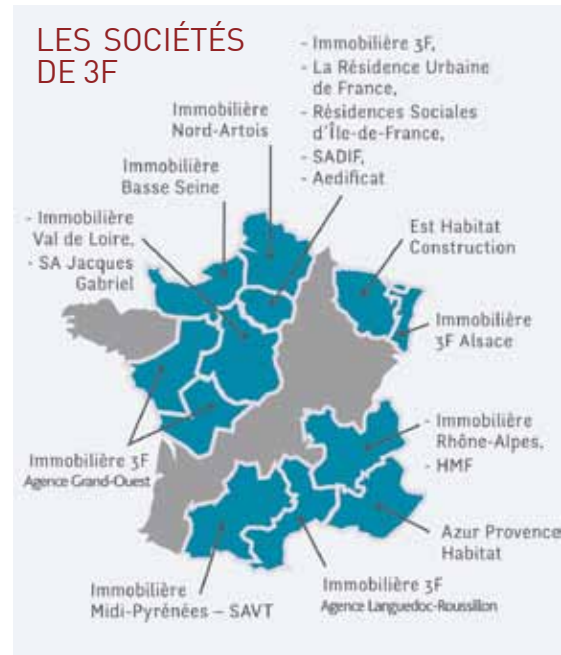 LES SOCIÉTÉS
DE 3F
- Immobilière 3F,
- La Résidence Urbaine
de France,
- Résidences Sociales
d'Île-de-France,
- SADIF,
- Aedificat
Immobilière
Nord-Artois
Immobilière
Basse Seine
- Immobilière
Val de Loire,
- SA Jacques
Gabriel
Est Habitat
Construction
Immobilière
3F Alsace
- Immobilière
Rhône-Alpes,
- HMF
Immobilière 3F
Agence Grand-Ouest
Azur Provence
Habitat
Immobilière
Midi-Pyrénées – SAVT
Immobilière 3F
Agence Languedoc-Roussillon